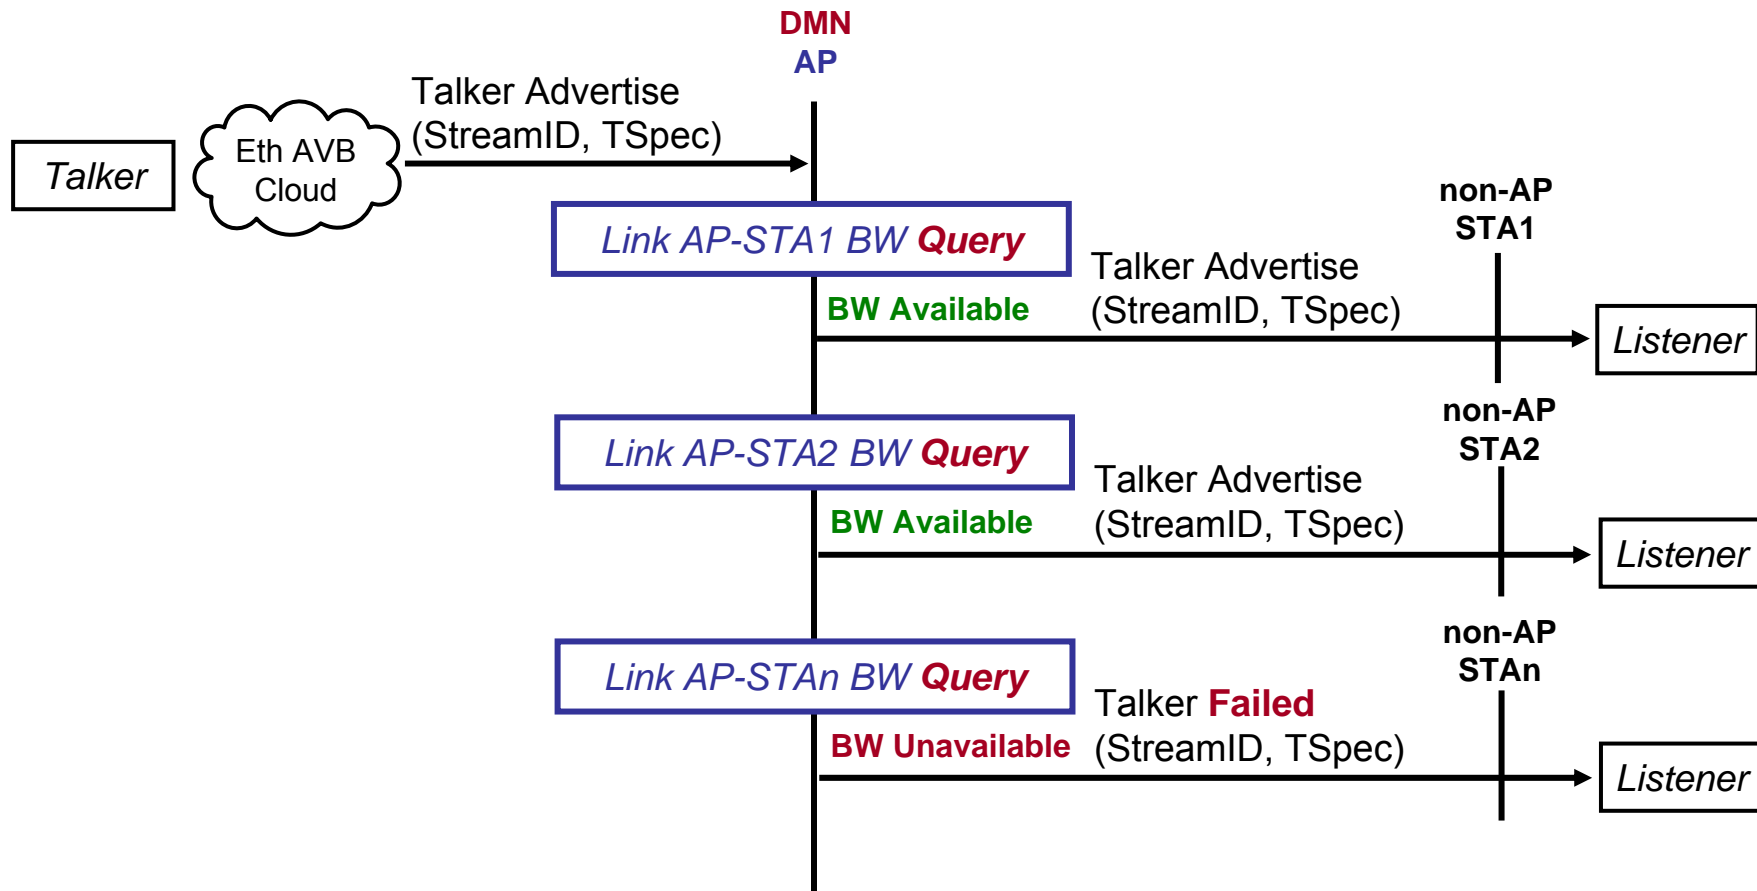 DMN
AP
Talker Advertise
(StreamID, TSpec)
Talker
Eth AVB
Cloud
non-AP
STA1
Link AP-STA1 BW Query
Talker Advertise
(StreamID, TSpec)
BW Available
Listener
non-AP
STA2
Link AP-STA2 BW Query
Talker Advertise
(StreamID, TSpec)
BW Available
Listener
non-AP
STAn
Link AP-STAn BW Query
Talker Failed
(StreamID, TSpec)
BW Unavailable
Listener